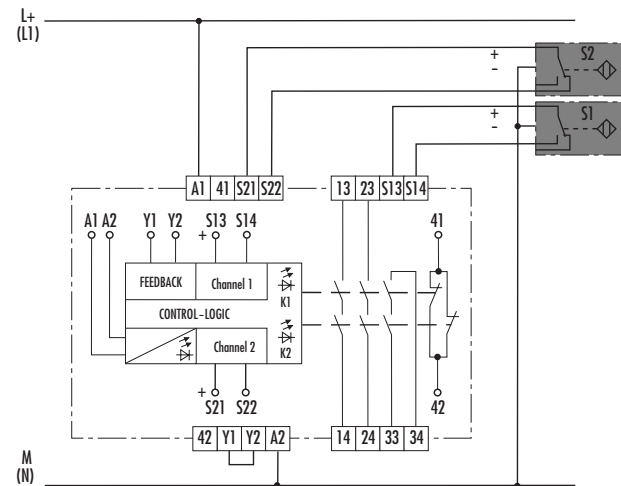 L+
(L1)
+
-
S2
+
-
S1
A1 41 S21 S22
13 23 S13 S14
A1 A2 Y1 Y2 S13 S14 41
+
FEEDBACK Channel 1
K1
CONTROL-LOGIC
Channel 2 K2
+
S21 S22 42
42 Y1 Y2 A2
14 24 33 34
M
(N)